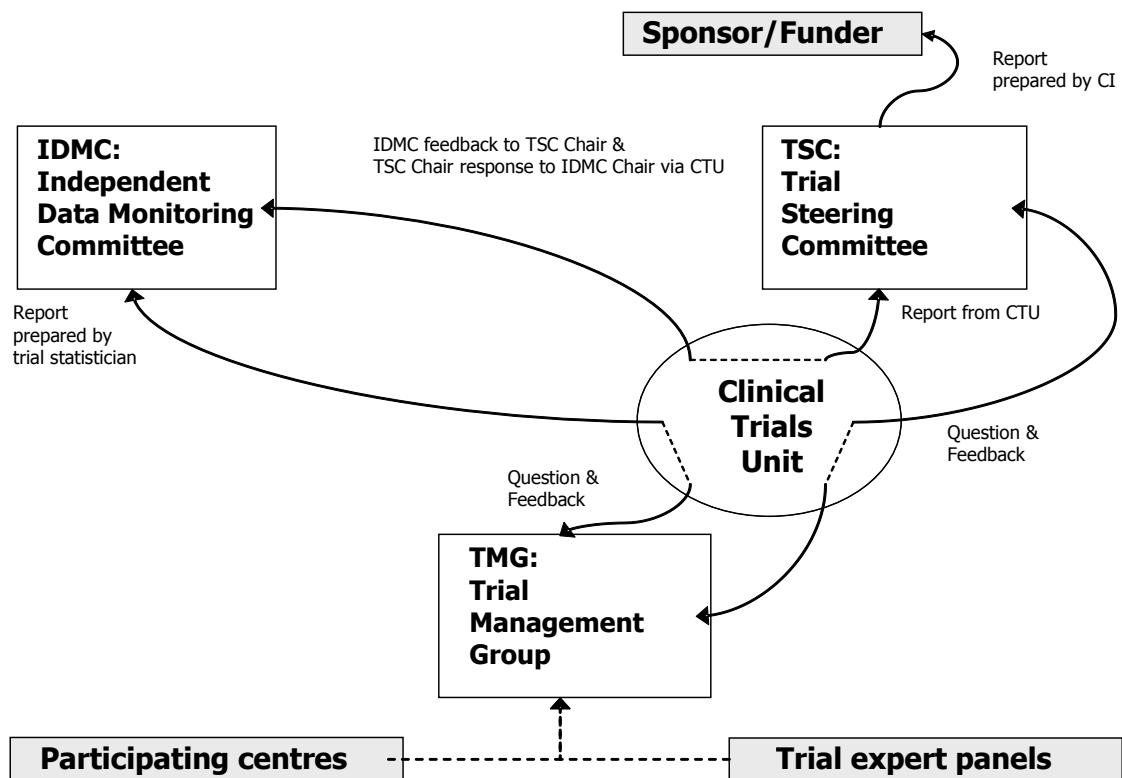 Sponsor/Funder
Report
prepared by CI
IDMC feedback to TSC Chair &
TSC Chair response to IDMC Chair via CTU
IDMC:
Independent
Data Monitoring
Committee
TSC:
Trial
Steering
Committee
Report
prepared by
trial statistician
Report from CTU
Clinical
Trials
Unit
Question &
Feedback
Question &
Feedback
TMG:
Trial
Management
Group
Participating centres
Trial expert panels